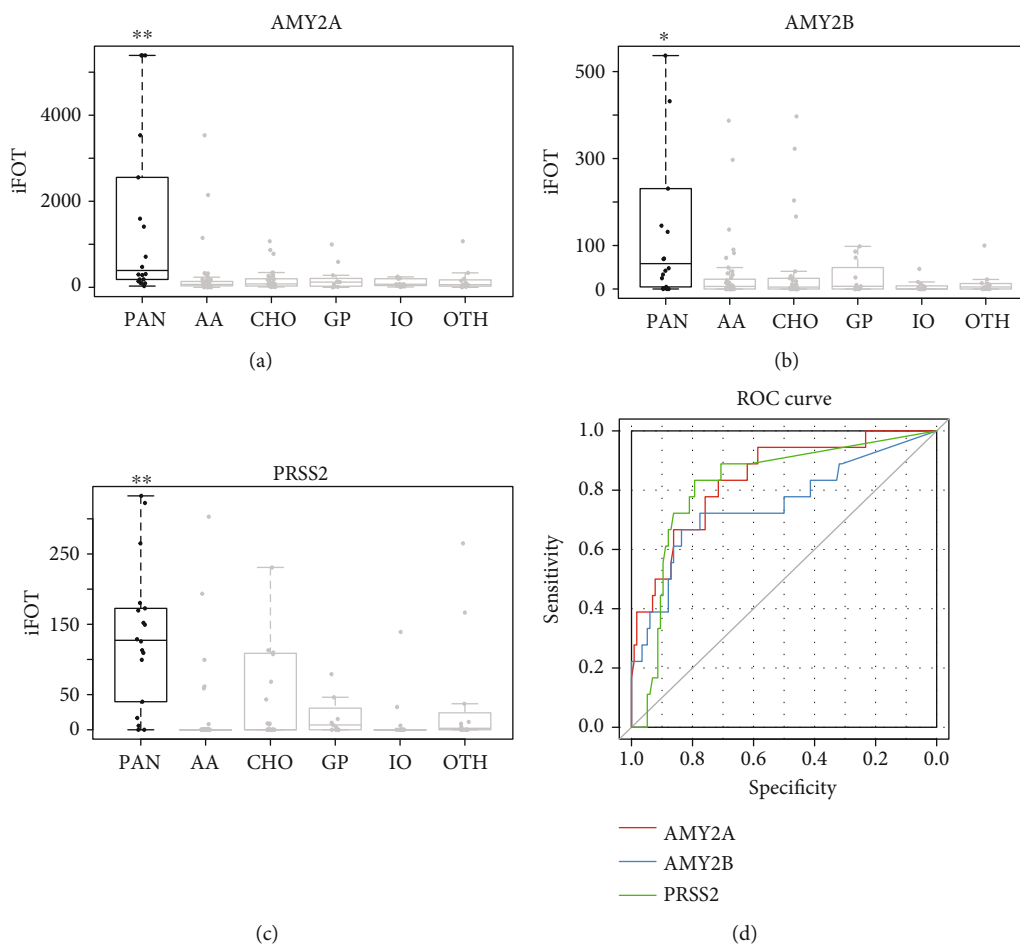 AMY2A
**
iFOT
4000
2000
0
PAN AA CHO GP IO OTH
(a)
AMY2B
*
iFOT
500
300
100
0
PAN AA CHO GP IO OTH
(b)
PRSS2
**
iFOT
250
150
50
0
PAN AA CHO GP IO OTH
(c)
ROC curve
Sensitivity
1.0
0.8
0.6
0.4
0.2
0.0
1.0 0.8 0.6 0.4 0.2 0.0
Specificity
AMY2A
AMY2B
PRSS2
(d)